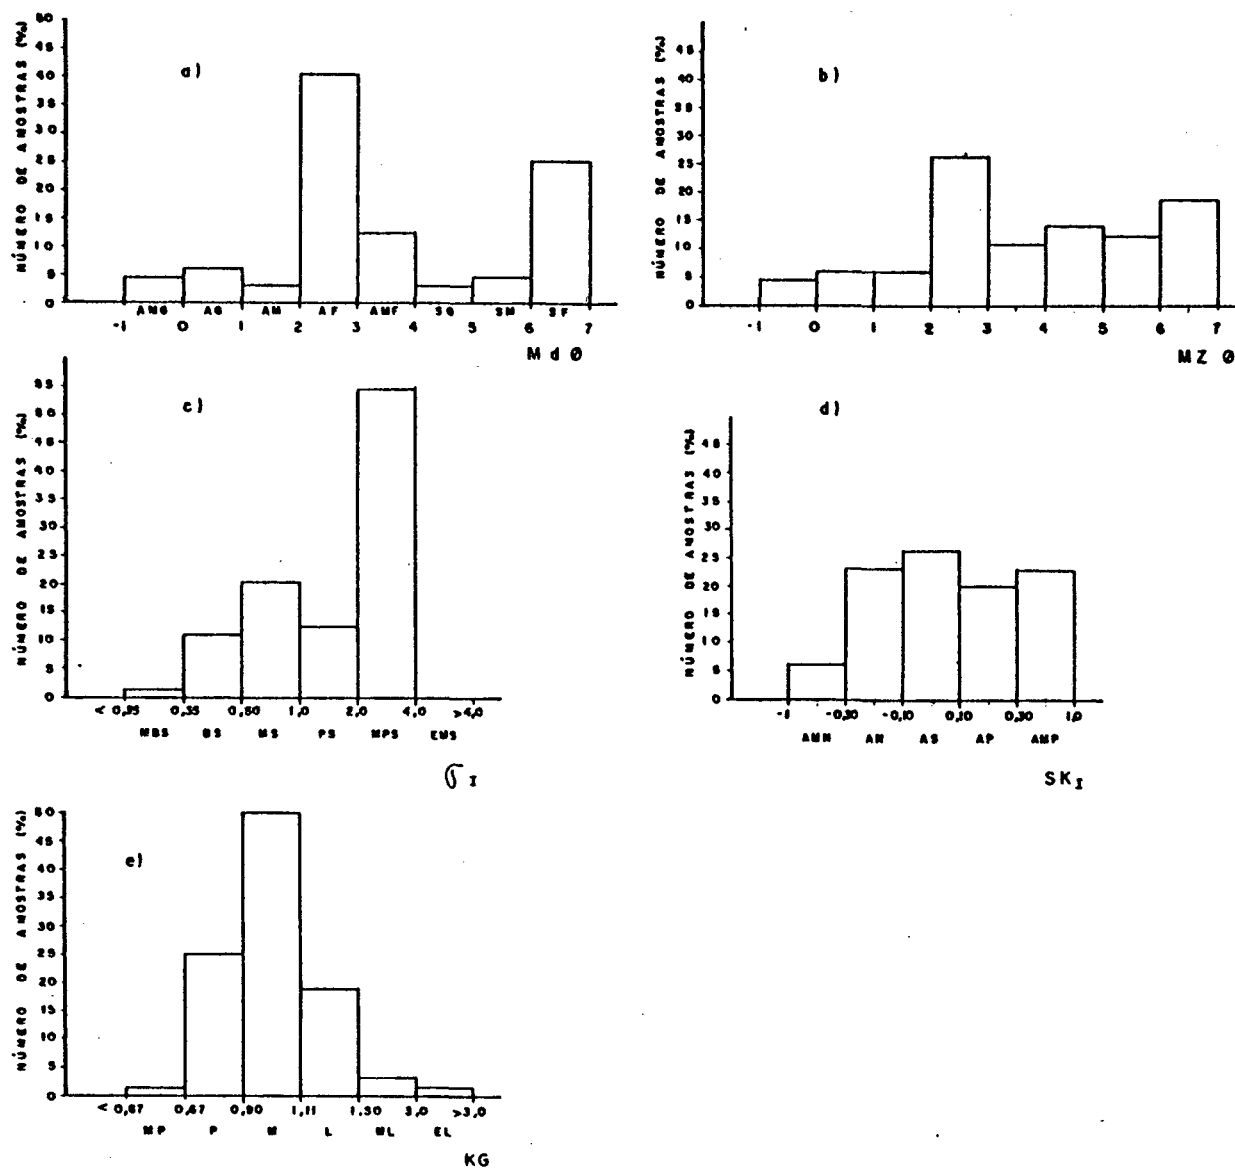 NÚMERO DE AMOSTRAS (%)
50
45
40
35
30
25
20
15
10
5
0
a)
AMG AG AM AF AMF SG SM SF
-1 0 1 2 3 4 5 6 7
Md Ø
NÚMERO DE AMOSTRAS (%)
45
40
35
30
25
20
15
10
5
0
b)
-1 0 1 2 3 4 5 6 7
MZ Ø
NÚMERO DE AMOSTRAS (%)
55
50
45
40
35
30
25
20
15
10
5
0
c)
< 0,35 0,35 0,50 1,0 2,0 4,0 >4,0
MBS BS MS PS MPS EMS
σ I
NÚMERO DE AMOSTRAS (%)
45
40
35
30
25
20
15
10
5
0
d)
-1 -0,30 -0,10 0,10 0,30 1,0
AMN AN AS AP AMP
SKI
NÚMERO DE AMOSTRAS (%)
50
45
40
35
30
25
20
15
10
5
0
e)
< 0,67 0,67 0,90 1,11 1,50 3,0 >3,0
MP P M L ML EL
KG